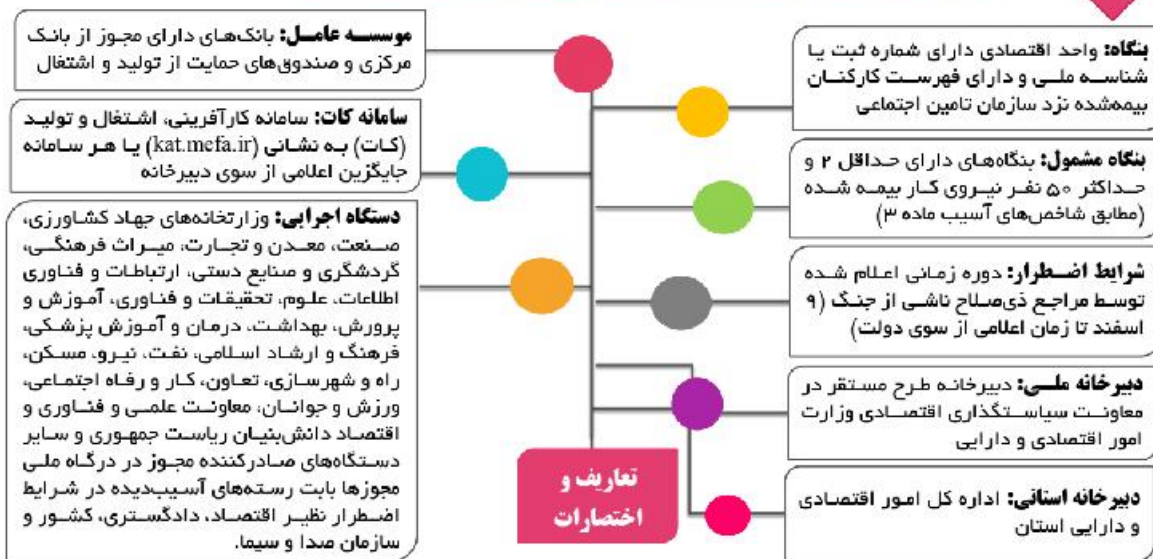 بنگاه: واحد اقتصادی دارای شماره ثبت یا
شناسه ملی و دارای فهرست کارکنان
بیمه‌شده نزد سازمان تامین اجتماعی
بنگاه مشمول: بنگاه‌های دارای حداقل ۲ و
حداکثر ۵۰ نفر نیروی کار بیمه شده
(مطابق شاخص‌های آسیب ماده ۳)
شرایط اضطرار: دوره زمانی اعلام شده
توسط مراجع ذی‌صلاح ناشی از جنگ (۹
اسفند تا زمان اعلامی از سوی دولت)
دبیرخانه ملی: دبیرخانه طرح مستقر در
معاونت سیاستگذاری اقتصادی وزارت
امور اقتصادی و دارایی
دبیرخانه استانی: اداره کل امور اقتصادی
و دارایی استان
موسسه عامل: بانک‌های دارای مجوز از بانک
مرکزی و صندوق‌های حمایت از تولید و اشتغال
سامانه کات: سامانه کارآفرینی، اشتغال و تولید
(کات) به نشانی (kat.mefa.ir) یا هر سامانه
جایگزین اعلامی از سوی دبیرخانه
دستگاه اجرایی: وزارتخانه‌های جهاد کشاورزی،
صنعت، معدن و تجارت، میراث فرهنگی،
گردشگری و صنایع دستی، ارتباطات و فناوری
اطلاعات، علوم، تحقیقات و فناوری، آموزش و
پرورش، بهداشت، درمان و آموزش پزشکی،
فرهنگ و ارشاد اسلامی، نفت، نیرو، مسکن،
راه و شهرسازی، تعاون، کار و رفاه اجتماعی،
ورزش و جوانان، معاونت علمی و فناوری و
اقتصاد دانش‌بنیان ریاست جمهوری و سایر
دستگاه‌های صادرکننده مجوز در درگاه ملی
مجوزها بابت رسته‌های آسیب‌دیده در شرایط
اضطرار نظیر اقتصاد، دادگستری، کشور و
سازمان صدا و سیما.
تعاریف و
اختصارات